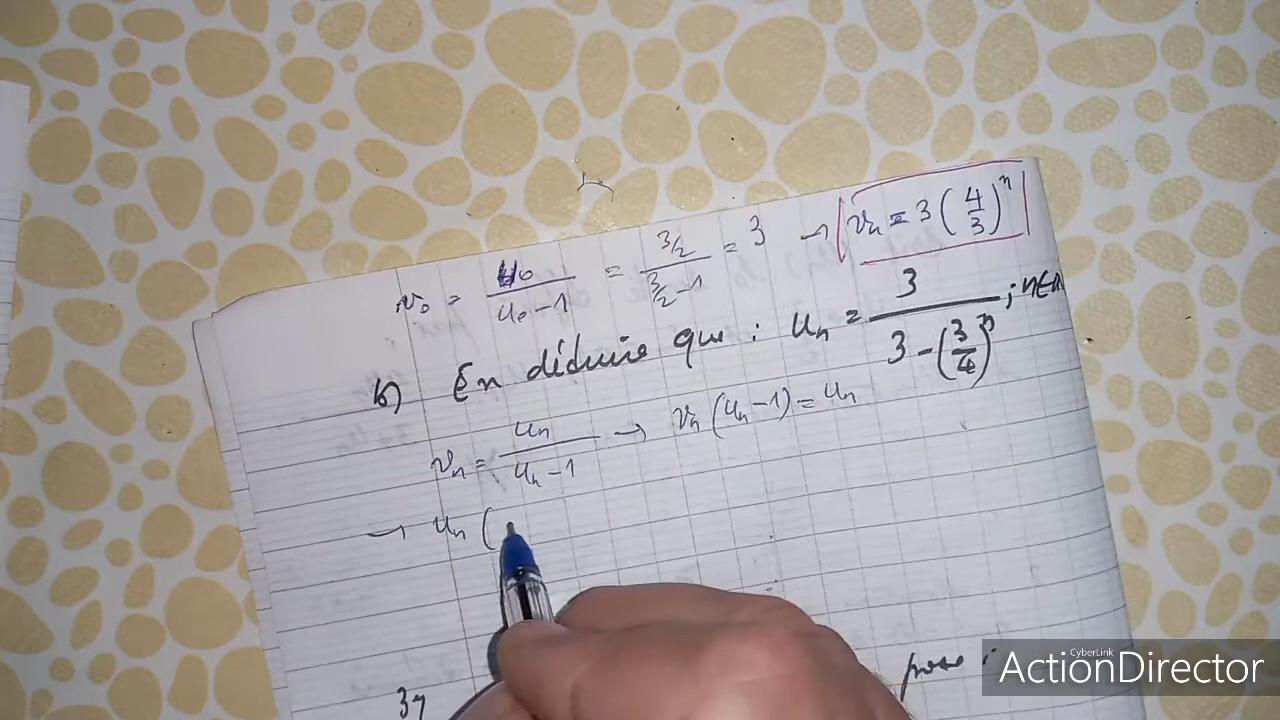 v₀ = u₀/(u₀-1) = (3/2)/(3/2-1) = 3 → vₙ = 3(4/3)ⁿ
b) En déduire que : uₙ = 3/(3-(3/4)ⁿ) ; n∈
vₙ = uₙ/(uₙ-1) → vₙ(uₙ-1) = uₙ
→ uₙ (
pose :
CyberLink
ActionDirector